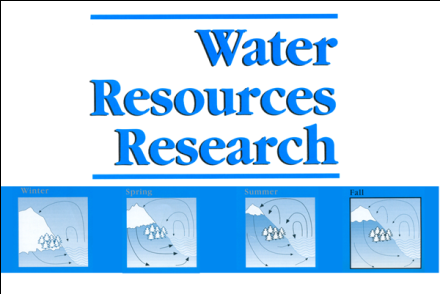 Water
Resources
Research
Winter Spring Summer Fall